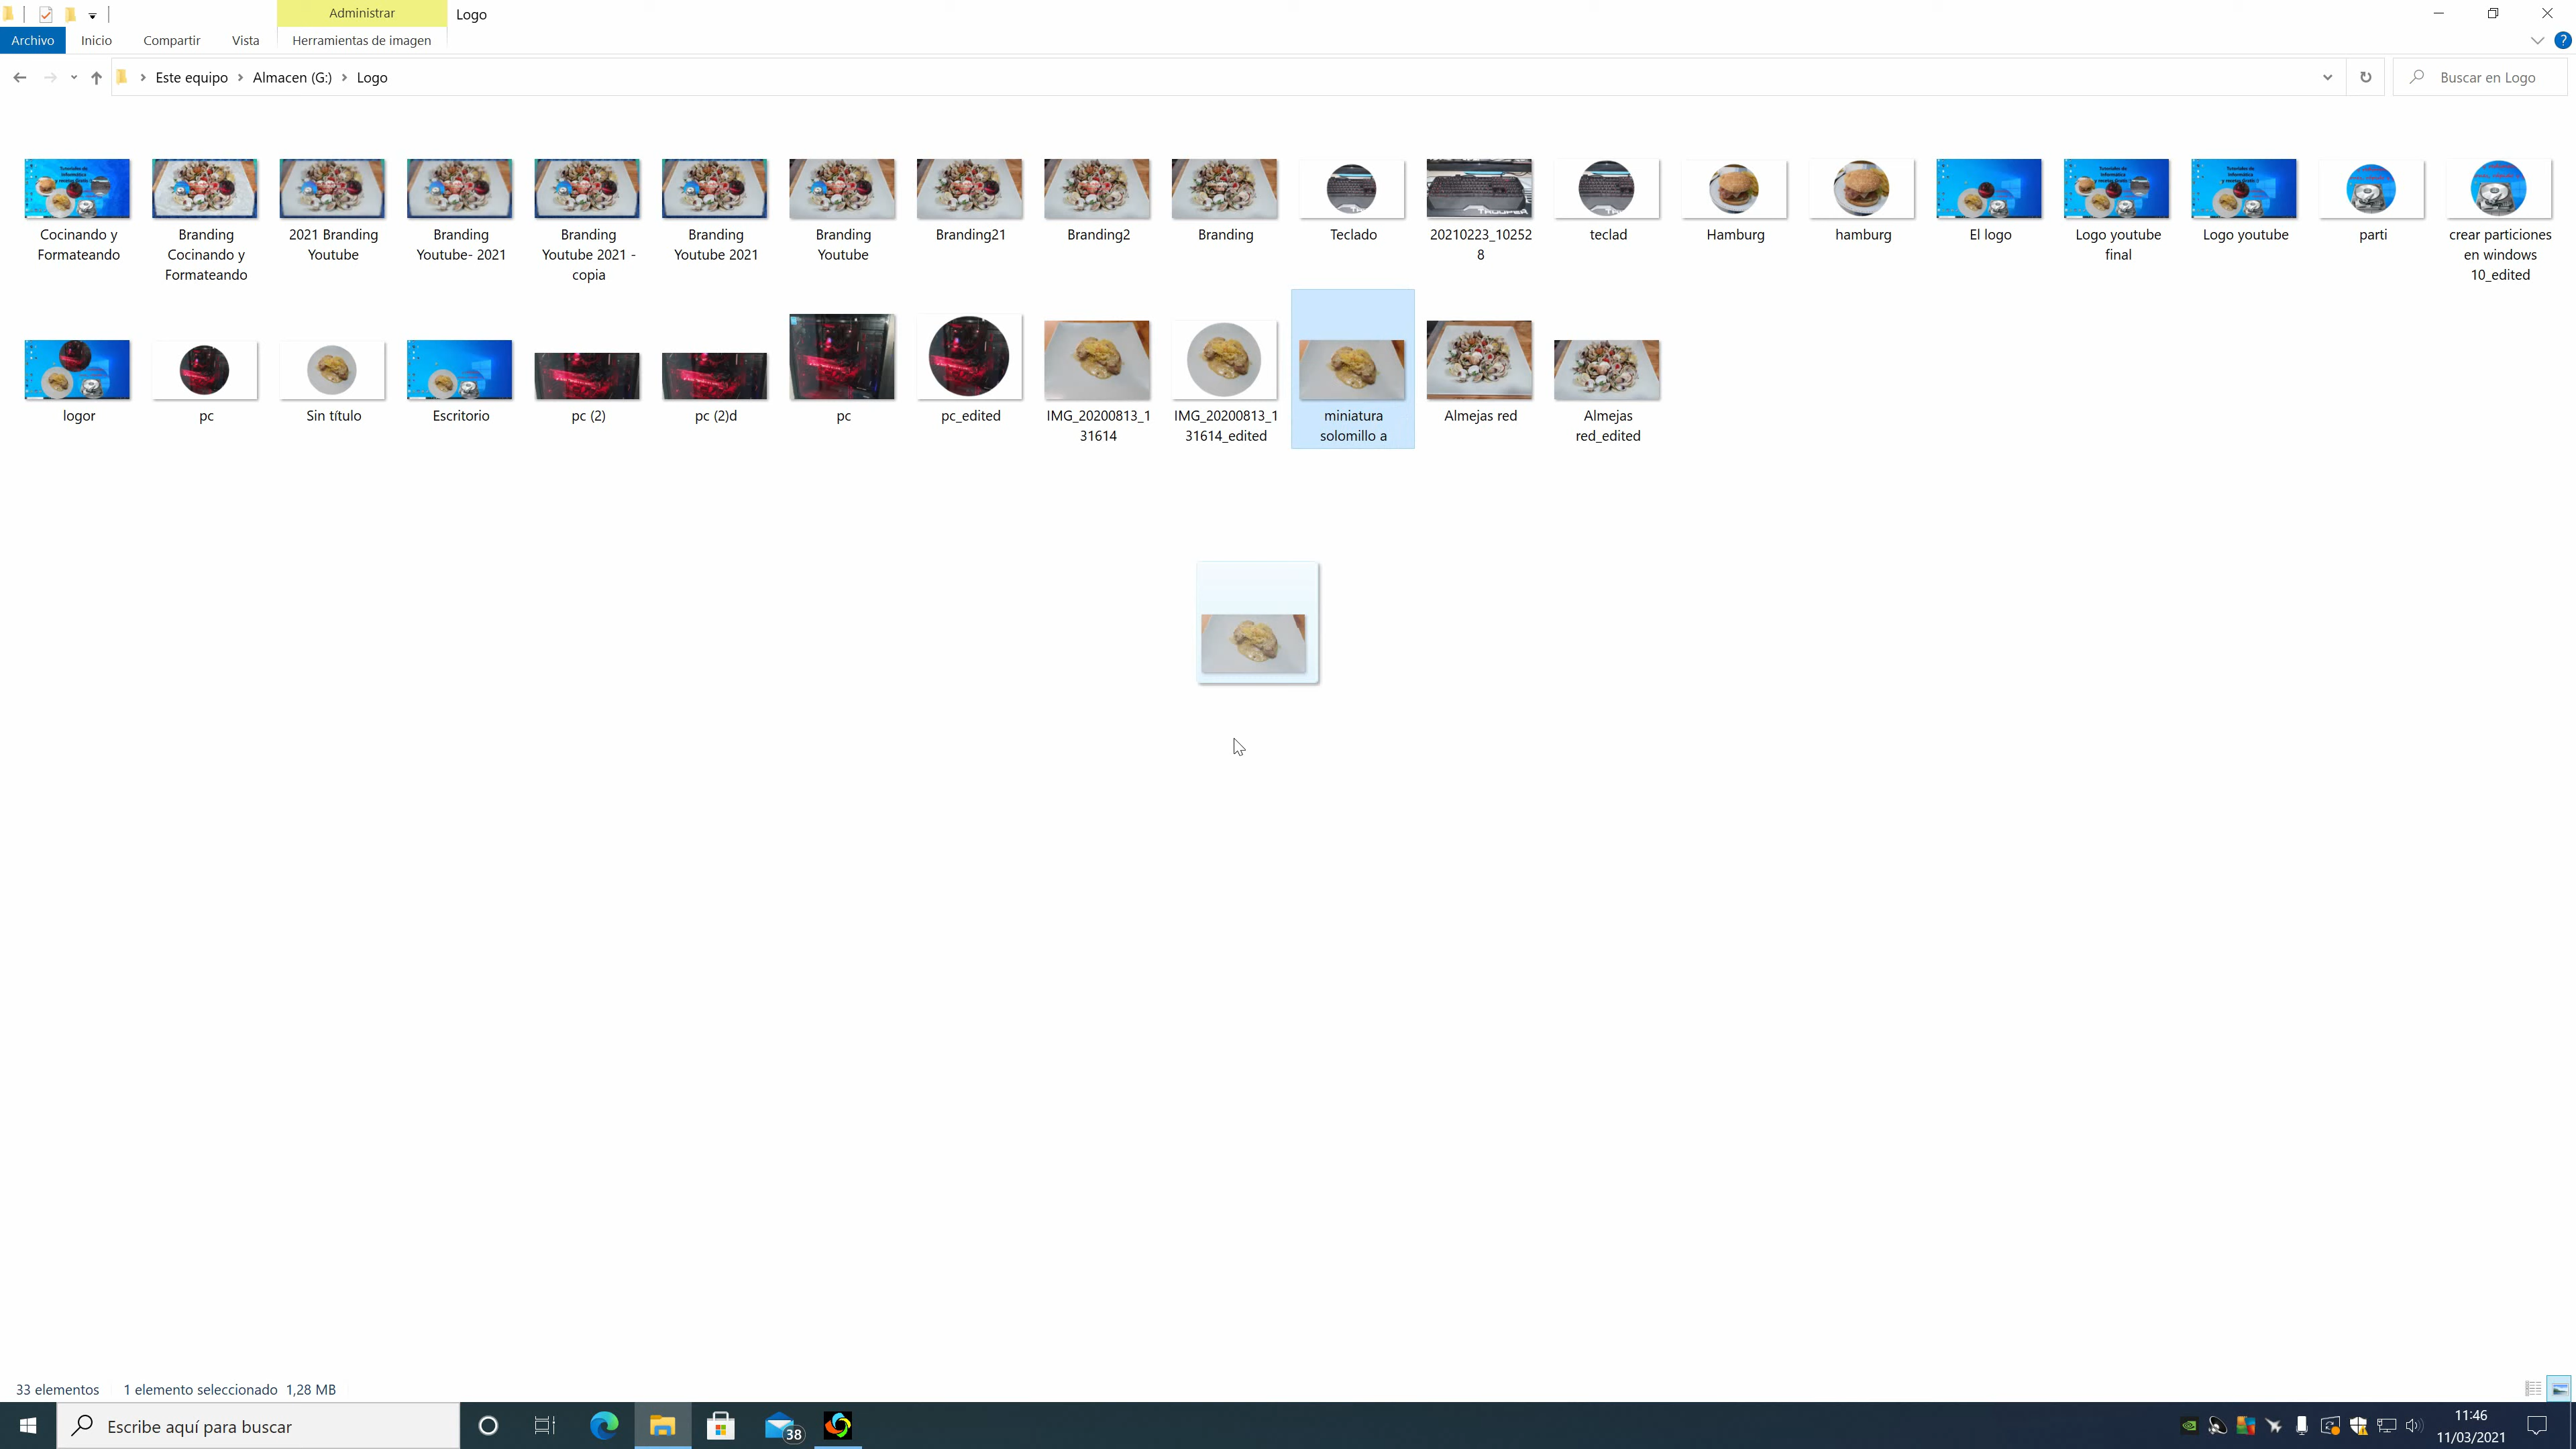 Administrar
Logo
Archivo
Inicio
Compartir
Vista
Herramientas de imagen
Este equipo
Almacen (G:)
Logo
Buscar en Logo
Cocinando y
Formateando
Branding
Cocinando y
Formateando
2021 Branding
Youtube
Branding
Youtube- 2021
Branding
Youtube 2021 -
copia
Branding
Youtube 2021
Branding
Youtube
Branding21
Branding2
Branding
Teclado
20210223_10252
8
teclad
Hamburg
hamburg
El logo
Logo youtube
final
Logo youtube
parti
crear particiones
en windows
10_edited
logor
pc
Sin título
Escritorio
pc (2)
pc (2)d
pc
pc_edited
IMG_20200813_1
31614
IMG_20200813_1
31614_edited
miniatura
solomillo a
Almejas red
Almejas
red_edited
33 elementos
1 elemento seleccionado 1,28 MB
Escribe aquí para buscar
38
11:46
11/03/2021